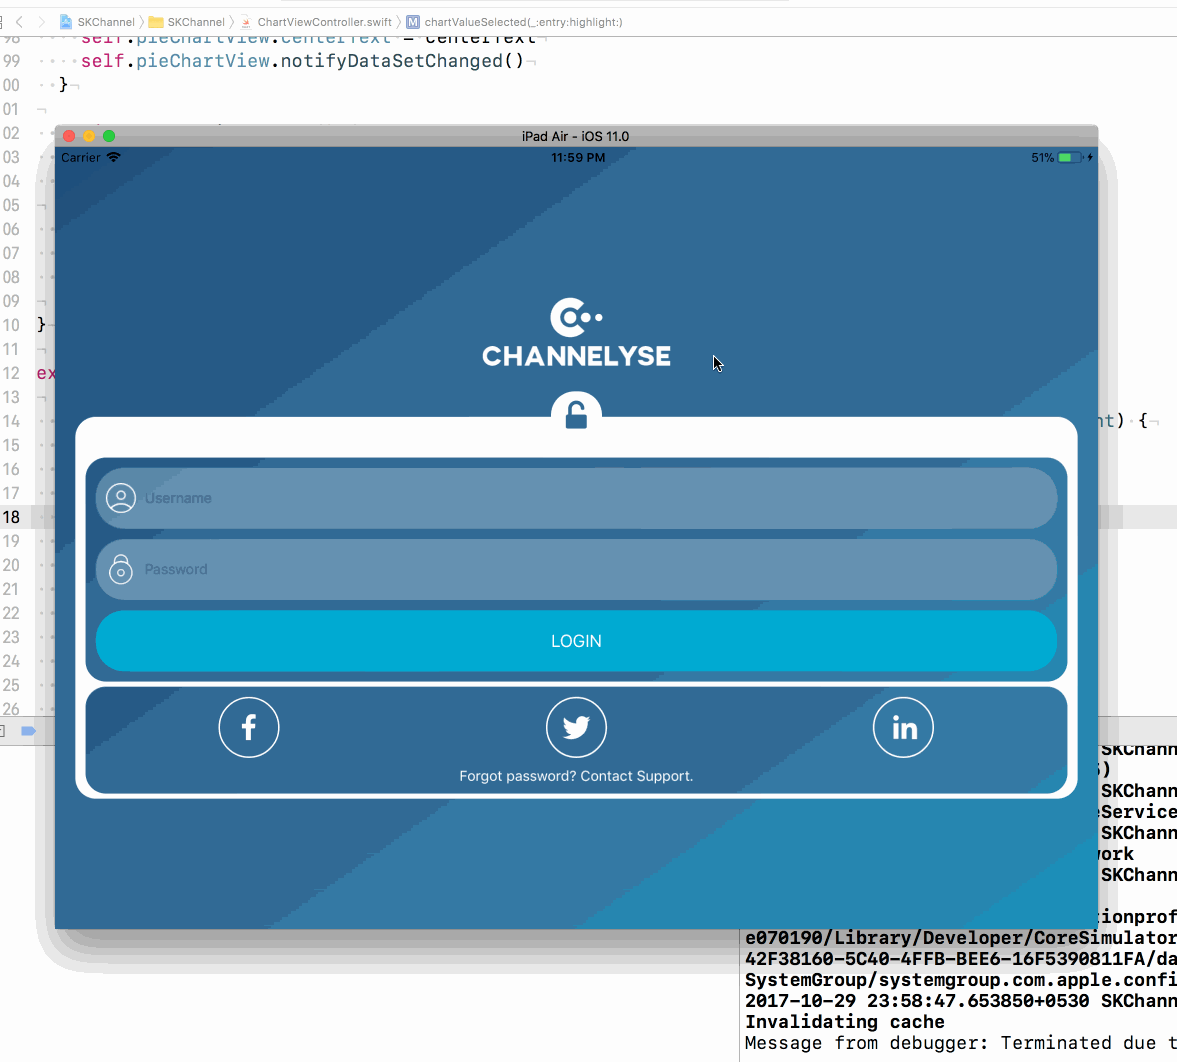 SKChannel SKChannel ChartViewController.swift M chartValueSelected(_:entry:highlight:)
98 self.pieChartView.centerText = centerText
99 self.pieChartView.notifyDataSetChanged()
00 }
01
02
03
04
05
06
07
08
09
10 }
11
12 ex
13
14 nt) {
15
16
17
18
19
20
21
22
23
24
25
26
iPad Air - iOS 11.0
Carrier 11:59 PM 51%
CHANNELYSE
Username
Password
LOGIN
f in
Forgot password? Contact Support.
SKChann
)
SKChann
eService
SKChann
work
SKChann
tionprof
e070190/Library/Developer/CoreSimulator
42F38160-5C40-4FFB-BEE6-16F5390811FA/da
SystemGroup/systemgroup.com.apple.confi
2017-10-29 23:58:47.653850+0530 SKChann
Invalidating cache
Message from debugger: Terminated due t